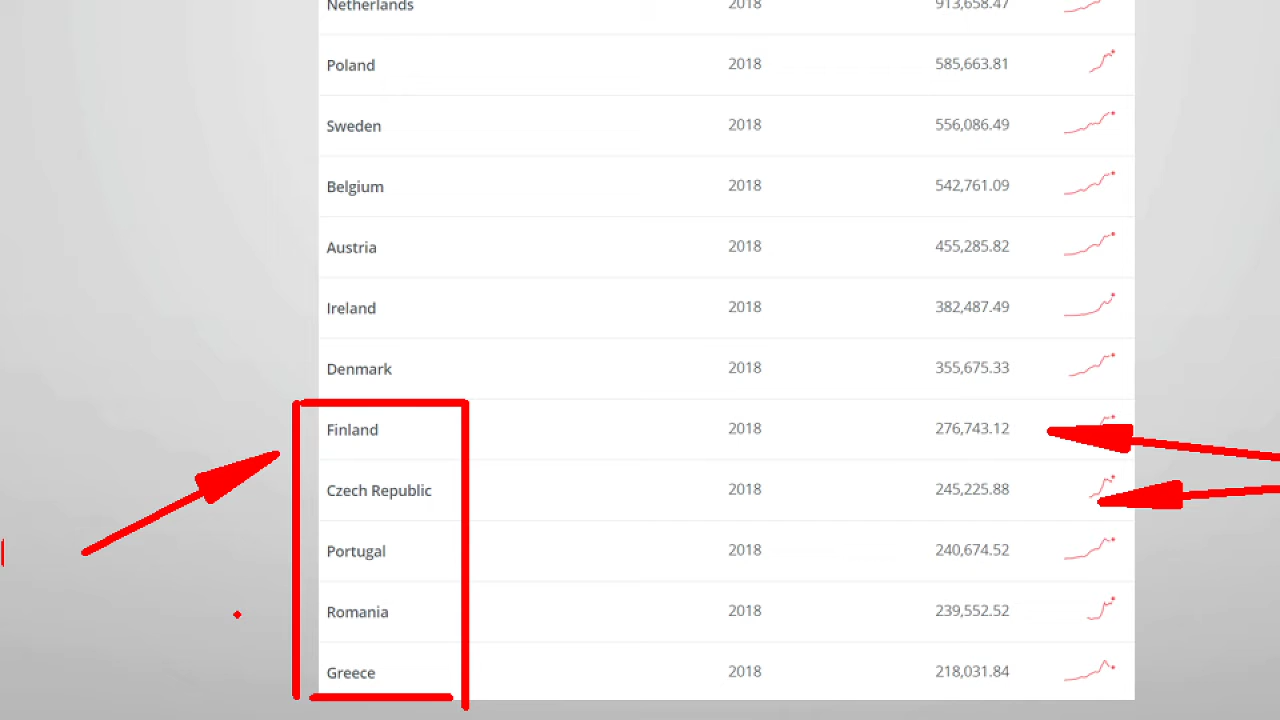 Netherlands 2018 913,658.47
Poland 2018 585,663.81
Sweden 2018 556,086.49
Belgium 2018 542,761.09
Austria 2018 455,285.82
Ireland 2018 382,487.49
Denmark 2018 355,675.33
Finland 2018 276,743.12
Czech Republic 2018 245,225.88
Portugal 2018 240,674.52
Romania 2018 239,552.52
Greece 2018 218,031.84